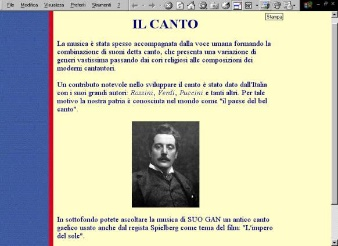 File Modifica Visualizza Preferiti Strumenti ?
Stampa
IL CANTO
La musica è stata spesso accompagnata dalla voce umana formando la
combinazione di suoni detta canto, che presenta una variazione di
generi vastissima passando dai cori religiosi alle composizioni dei
moderni cantautori.
Un contributo notevole nello sviluppare il canto è stato dato dall'Italia
con i suoi grandi autori: Rossini, Verdi, Puccini e tanti altri. Per tale
motivo la nostra patria è conosciuta nel mondo come "il paese del bel
canto".
In sottofondo potete ascoltare la musica di SUO GAN un antico canto
gaelico usato anche dal regista Spielberg come tema del film: "L'impero
del sole".